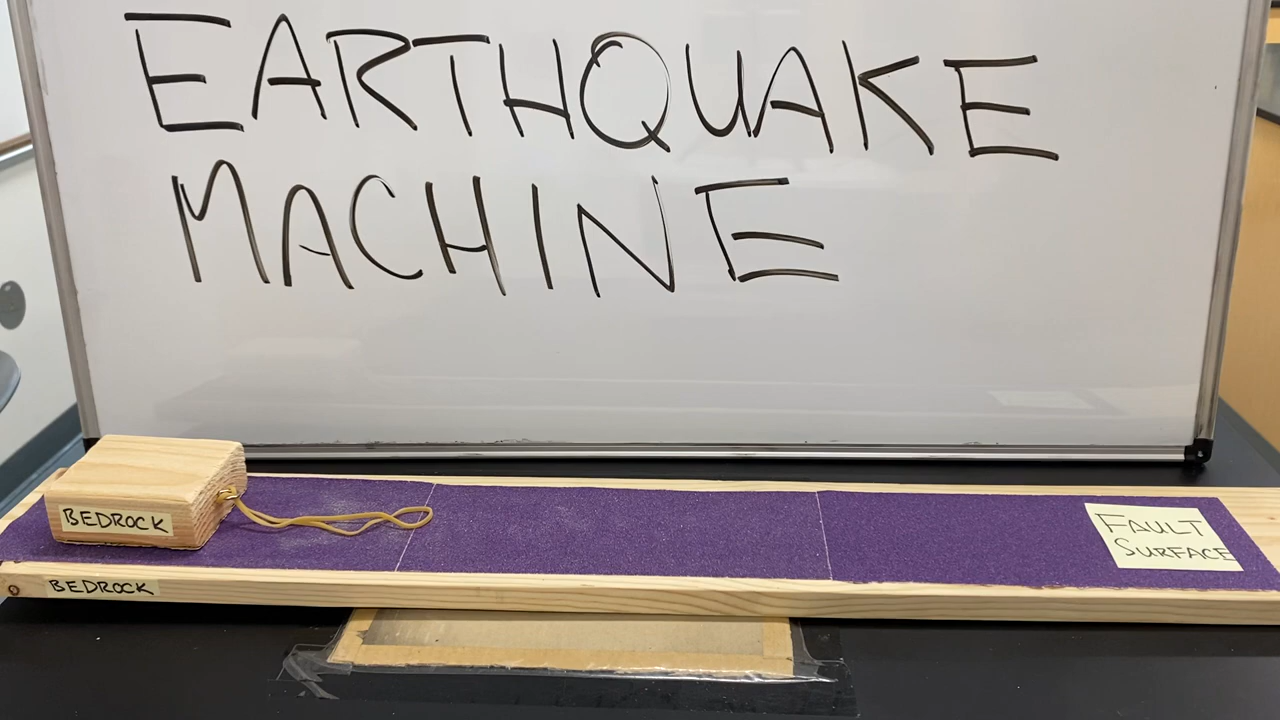 EARTHQUAKE
MACHINE
BEDROCK
BEDROCK
FAULT
SURFACE